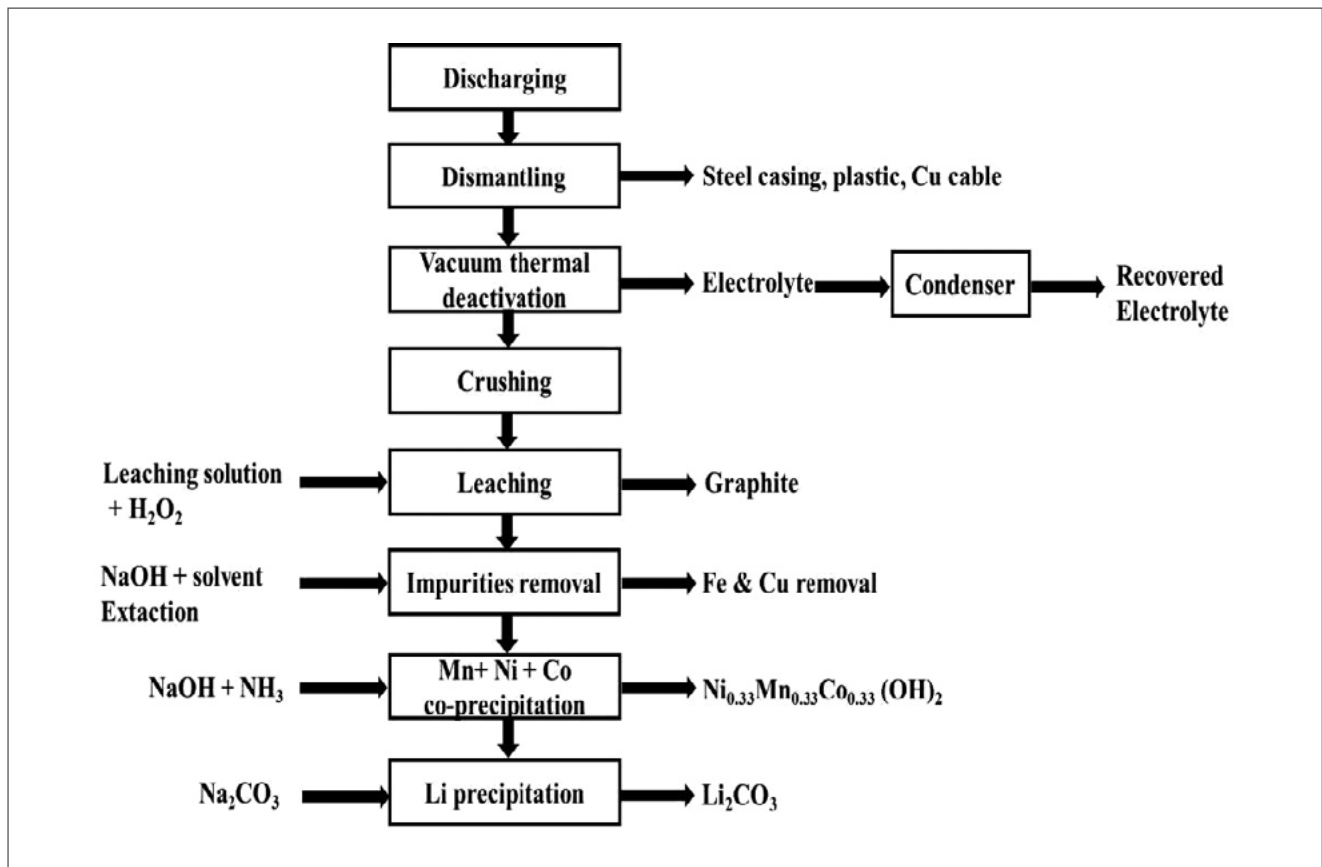 Discharging
Dismantling
Steel casing, plastic, Cu cable
Vacuum thermal
deactivation
Electrolyte
Condenser
Recovered
Electrolyte
Crushing
Leaching solution
+ H₂O₂
Leaching
Graphite
NaOH + solvent
Extaction
Impurities removal
Fe & Cu removal
NaOH + NH₃
Mn+ Ni + Co
co-precipitation
Ni₀.₃₃Mn₀.₃₃Co₀.₃₃ (OH)₂
Na₂CO₃
Li precipitation
Li₂CO₃